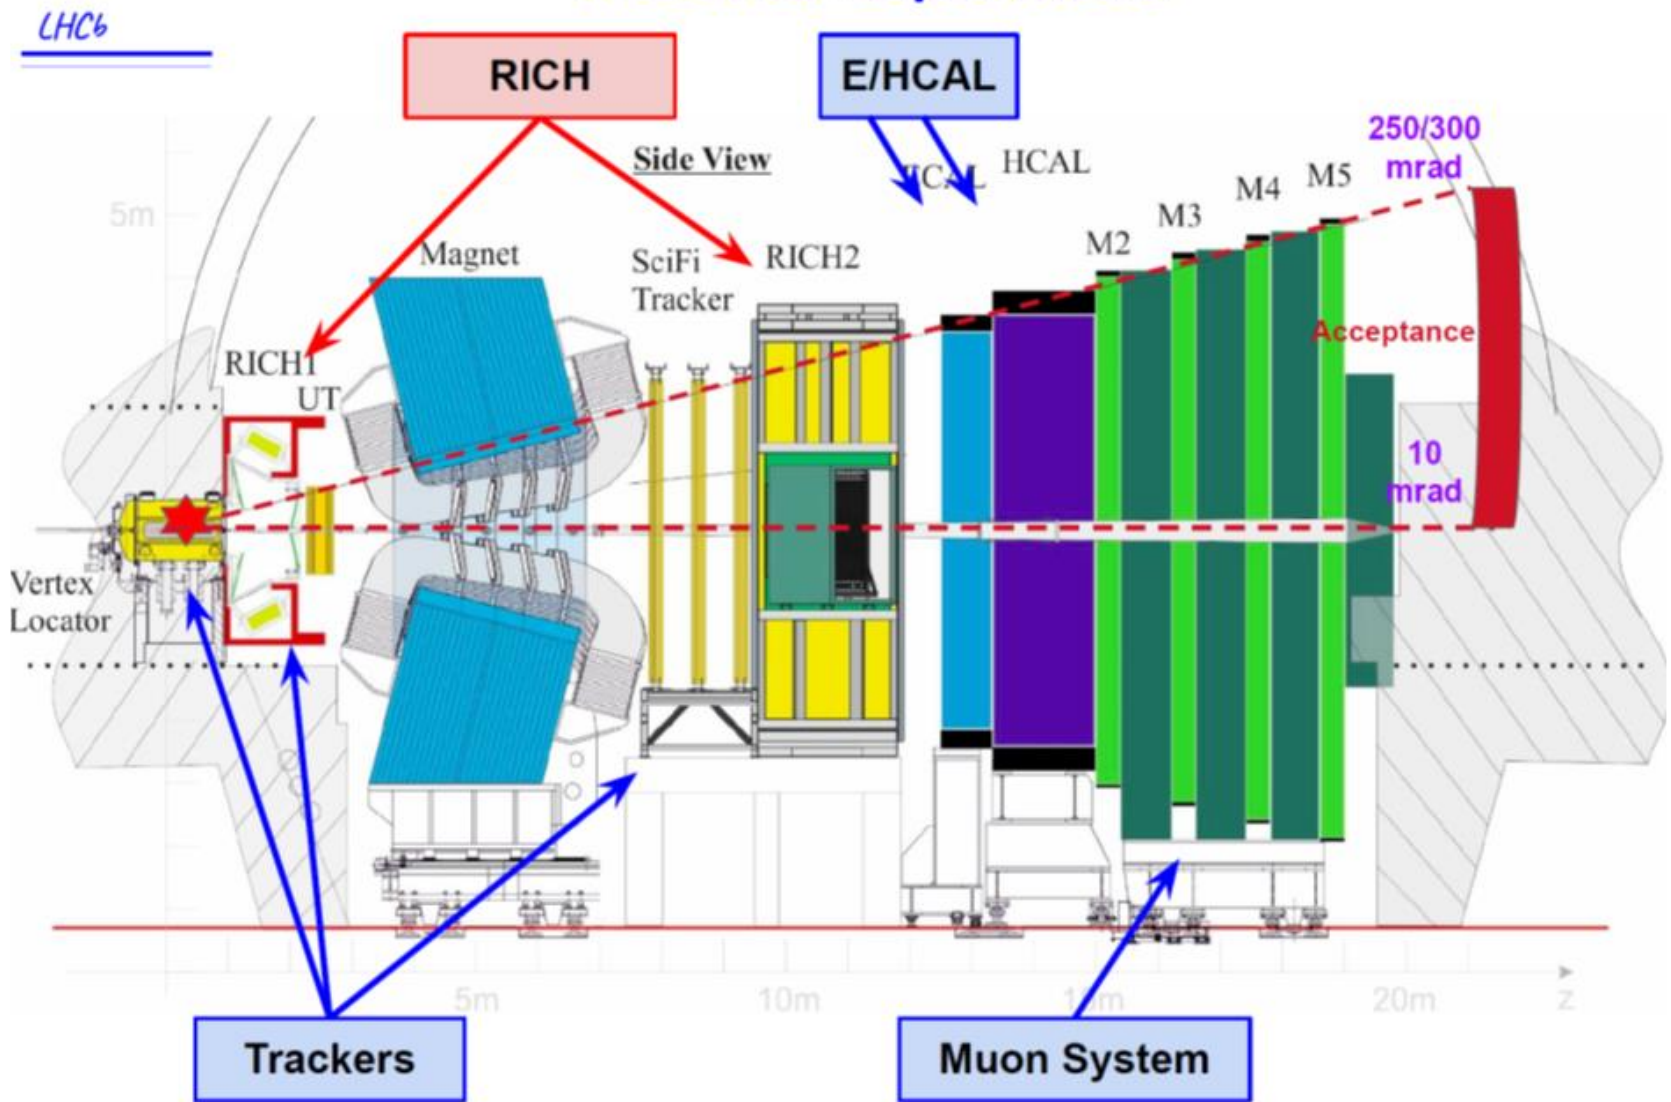 LHCb
RICH
E/HCAL
250/300
mrad
Side View
HCAL
M5
M4
M3
M2
5m
Magnet
SciFi
Tracker
RICH2
RICH1
UT
Acceptance
10
mrad
Vertex
Locator
5m
10m
20m
z
Trackers
Muon System